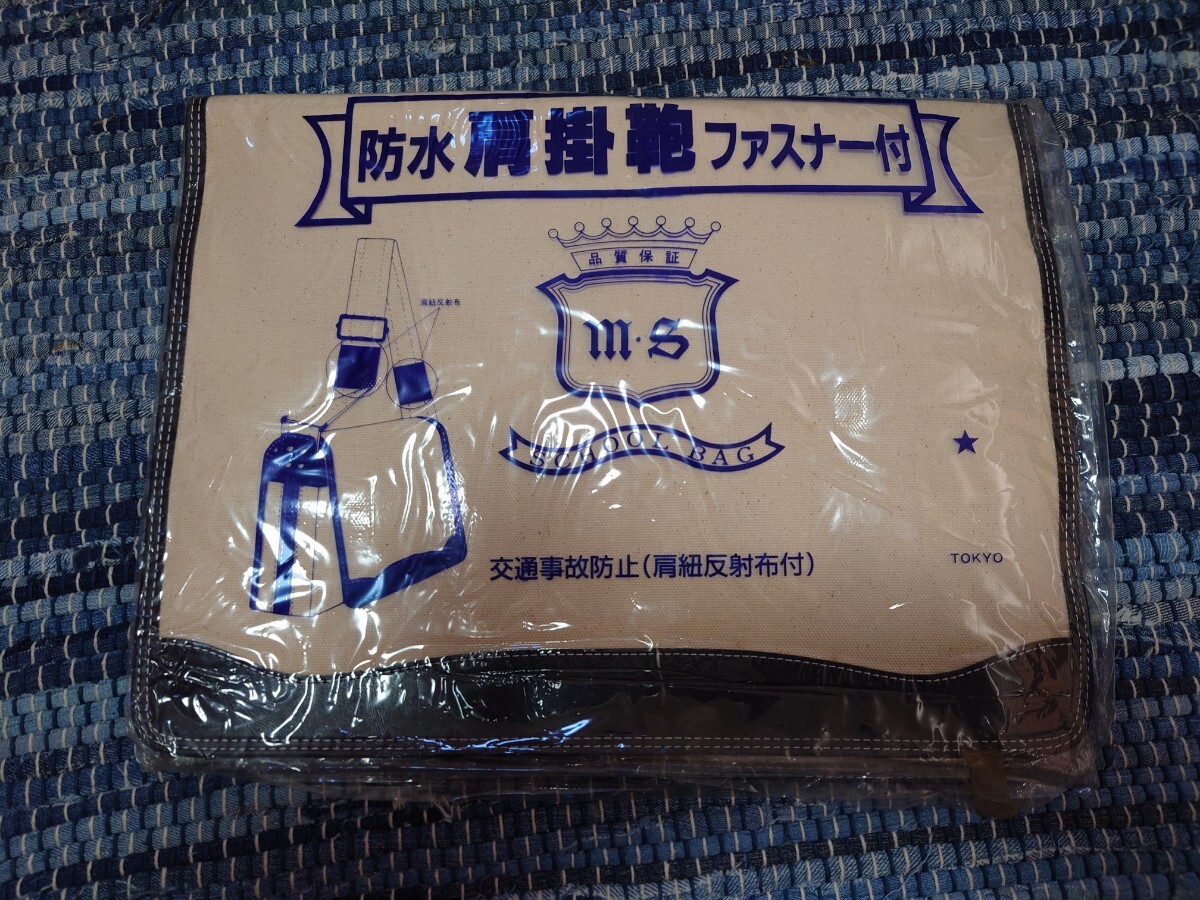 防水 肩掛鞄 ファスナー付
品質保証
肩紐反射布
m·s
SCHOOL BAG
交通事故防止(肩紐反射布付)
TOKYO